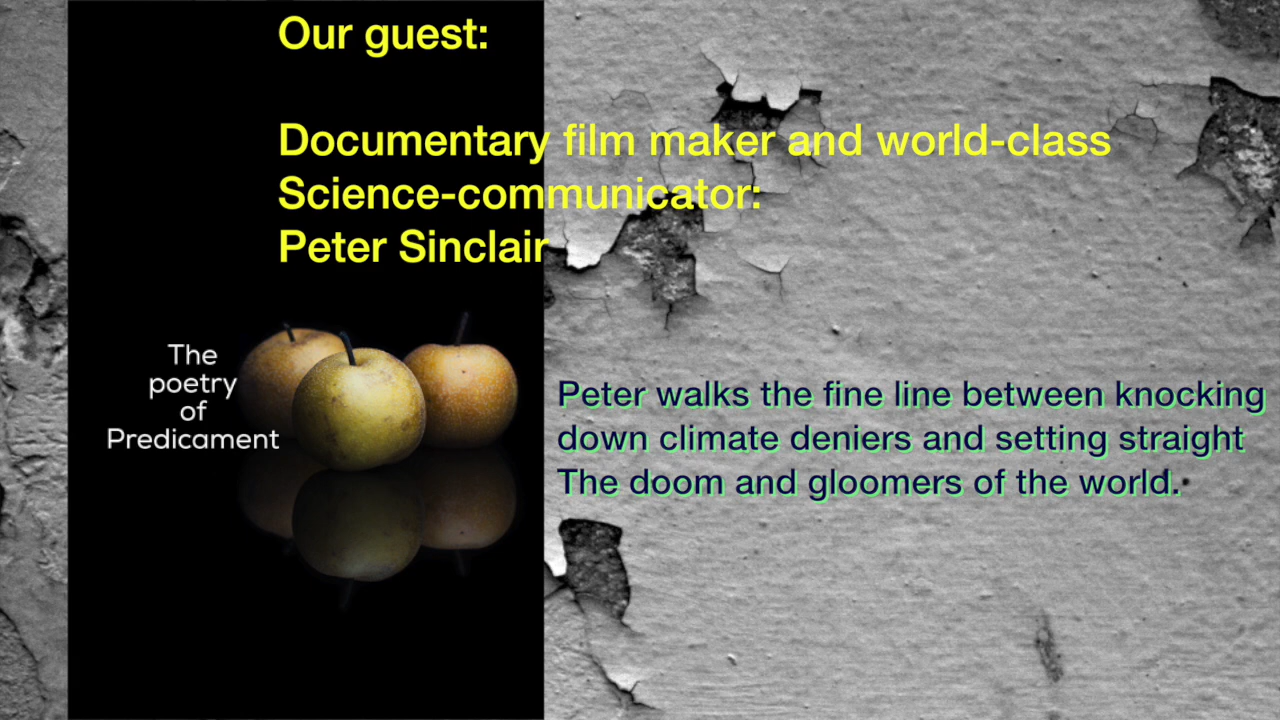 Our guest:
Documentary film maker and world-class
Science-communicator:
Peter Sinclair
The
poetry
of
Predicament
Peter walks the fine line between knocking
down climate deniers and setting straight
The doom and gloomers of the world.